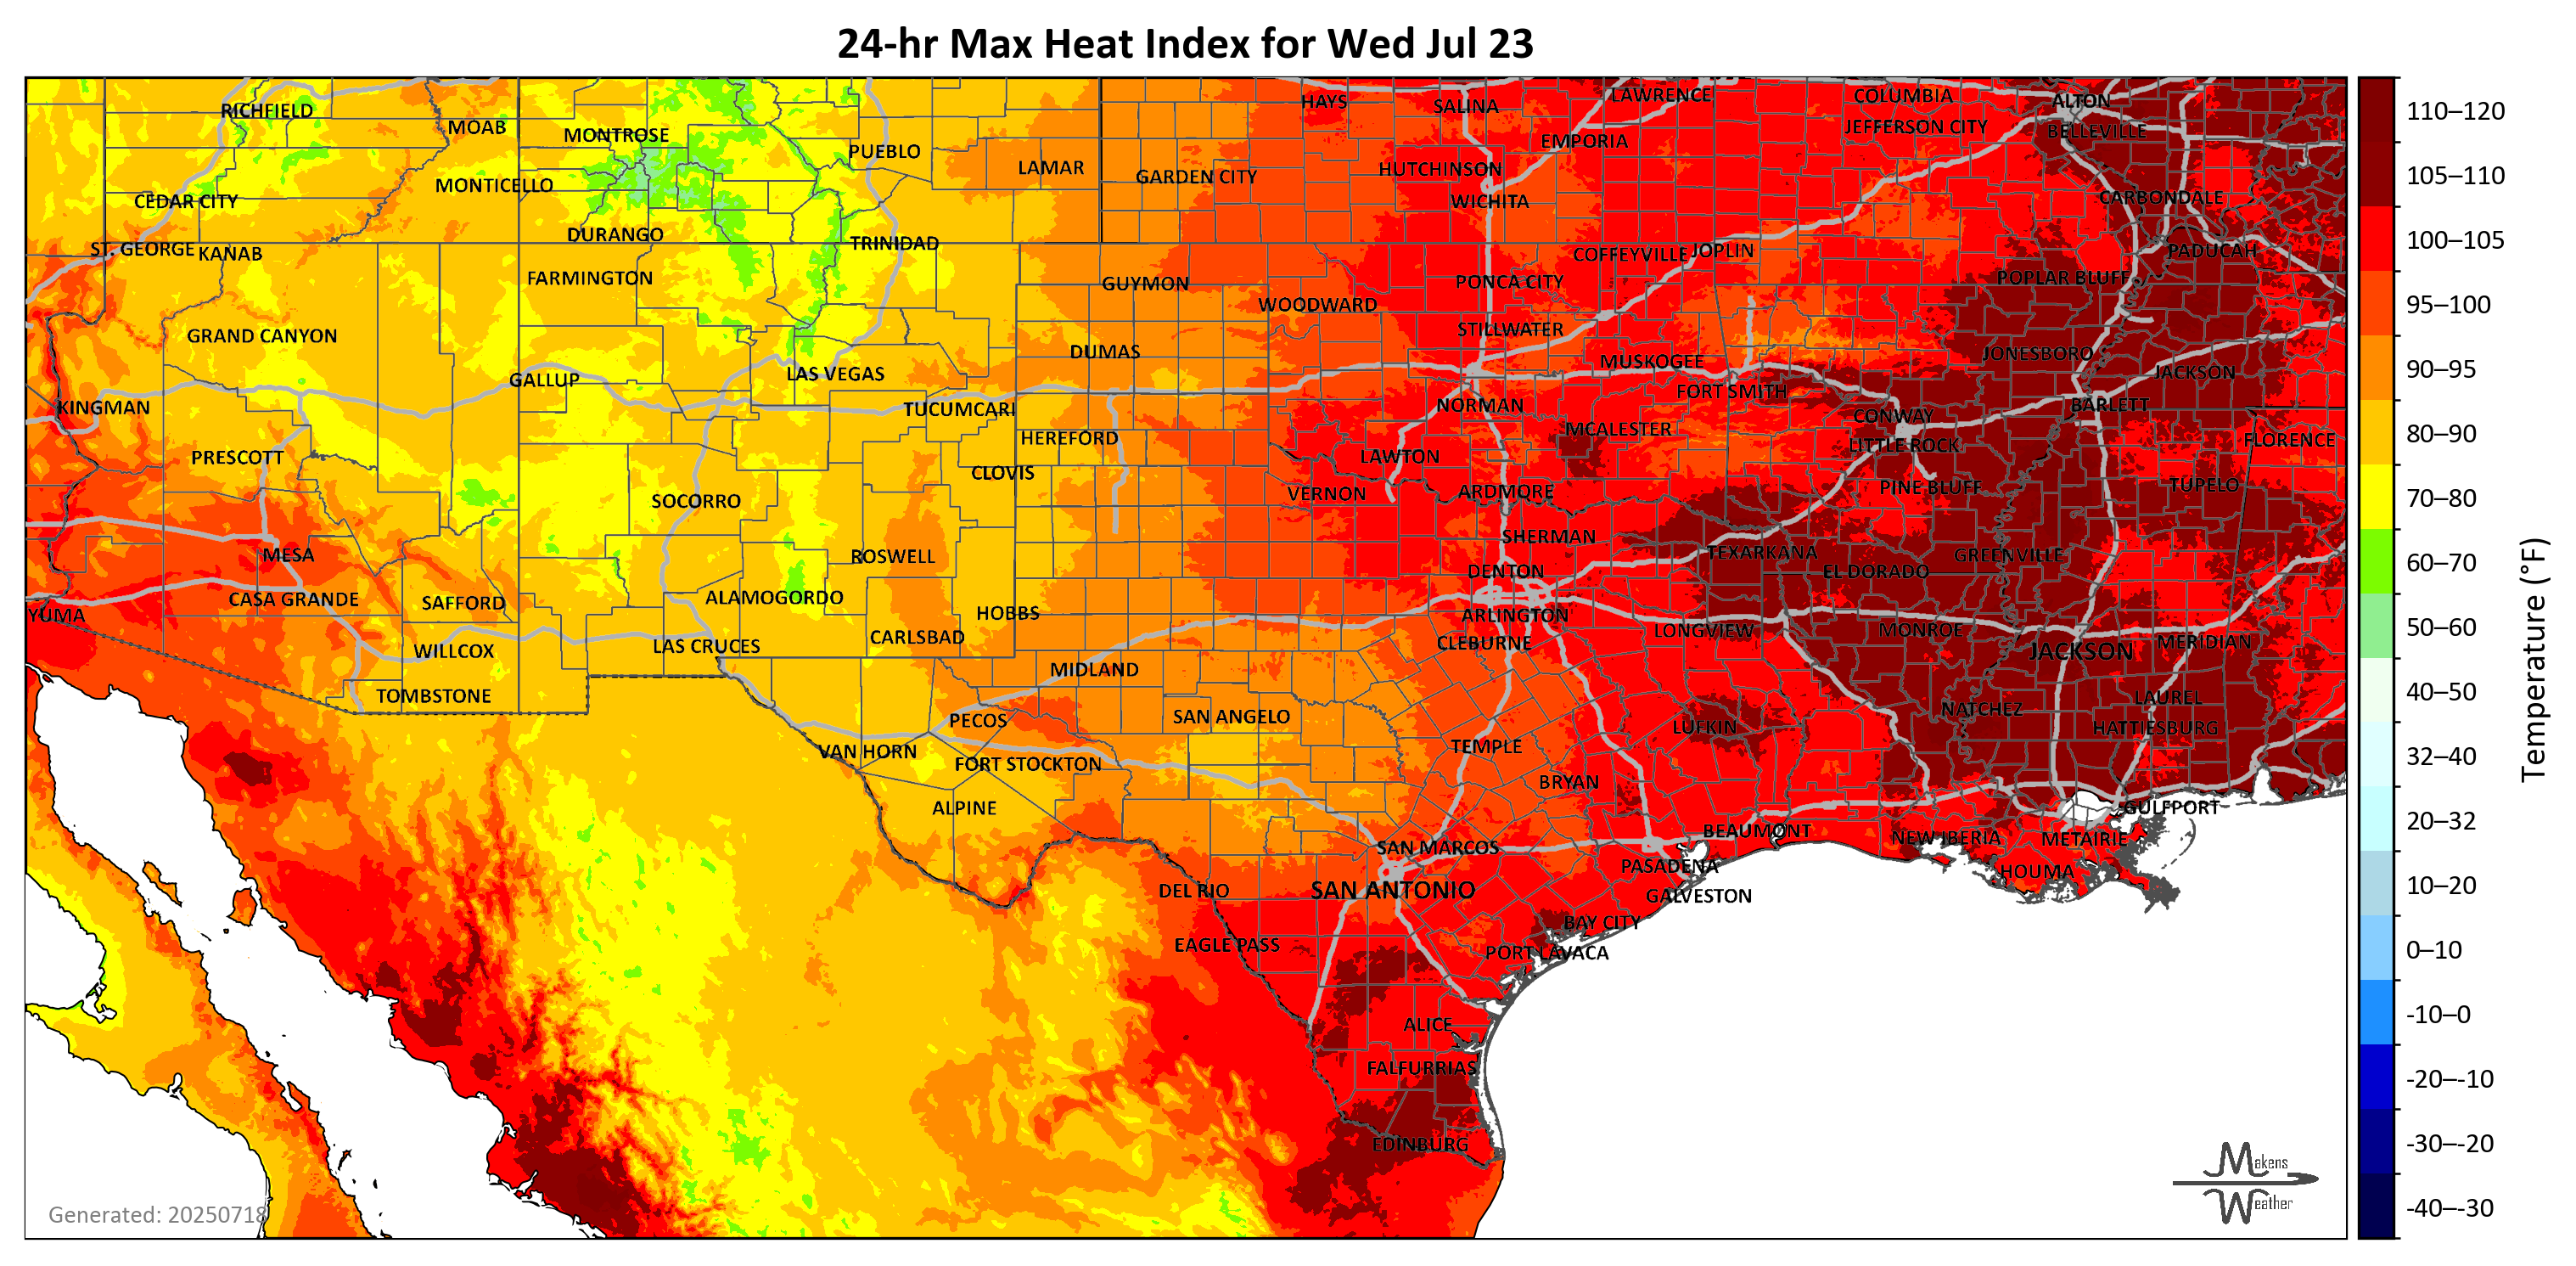 24-hr Max Heat Index for Wed Jul 23
RICHFIELD
MOAB
MONTROSE
PUEBLO
LAMAR
GARDEN CITY
HAYS
SALINA
LAWRENCE
EMPORIA
HUTCHINSON
WICHITA
COLUMBIA
JEFFERSON CITY
ALTON
BELLEVILLE
CARBONDALE
CEDAR CITY
MONTICELLO
DURANGO
TRINIDAD
ST. GEORGE
KANAB
FARMINGTON
GUYMON
WOODWARD
PONCA CITY
COFFEYVILLE
JOPLIN
POPLAR BLUFF
PADUCAH
GRAND CANYON
GALLUP
LAS VEGAS
DUMAS
STILLWATER
MUSKOGEE
FORT SMITH
JONESBORO
JACKSON
BARLETT
KINGMAN
TUCUMCARI
HEREFORD
NORMAN
MCALESTER
CONWAY
LITTLE ROCK
FLORENCE
PRESCOTT
CLOVIS
LAWTON
VERNON
ARDMORE
PINE BLUFF
TUPELO
SOCORRO
SHERMAN
MESA
ROSWELL
DENTON
TEXARKANA
EL DORADO
GREENVILLE
YUMA
CASA GRANDE
SAFFORD
ALAMOGORDO
HOBBS
ARLINGTON
CLEBURNE
LONGVIEW
MONROE
JACKSON
MERIDIAN
WILLCOX
LAS CRUCES
CARLSBAD
MIDLAND
TOMBSTONE
PECOS
SAN ANGELO
TEMPLE
LUFKIN
NATCHEZ
LAUREL
HATTIESBURG
VAN HORN
FORT STOCKTON
BRYAN
ALPINE
GULFPORT
SAN MARCOS
BEAUMONT
NEW IBERIA
METAIRIE
PASADENA
HOUMA
DEL RIO
SAN ANTONIO
GALVESTON
BAY CITY
EAGLE PASS
PORT LAVACA
ALICE
FALFURRIAS
EDINBURG
Generated: 20250718
Makens
Weather
110–120
105–110
100–105
95–100
90–95
80–90
70–80
60–70
50–60
40–50
32–40
20–32
10–20
0–10
-10–0
-20–-10
-30–-20
-40–-30
Temperature (°F)